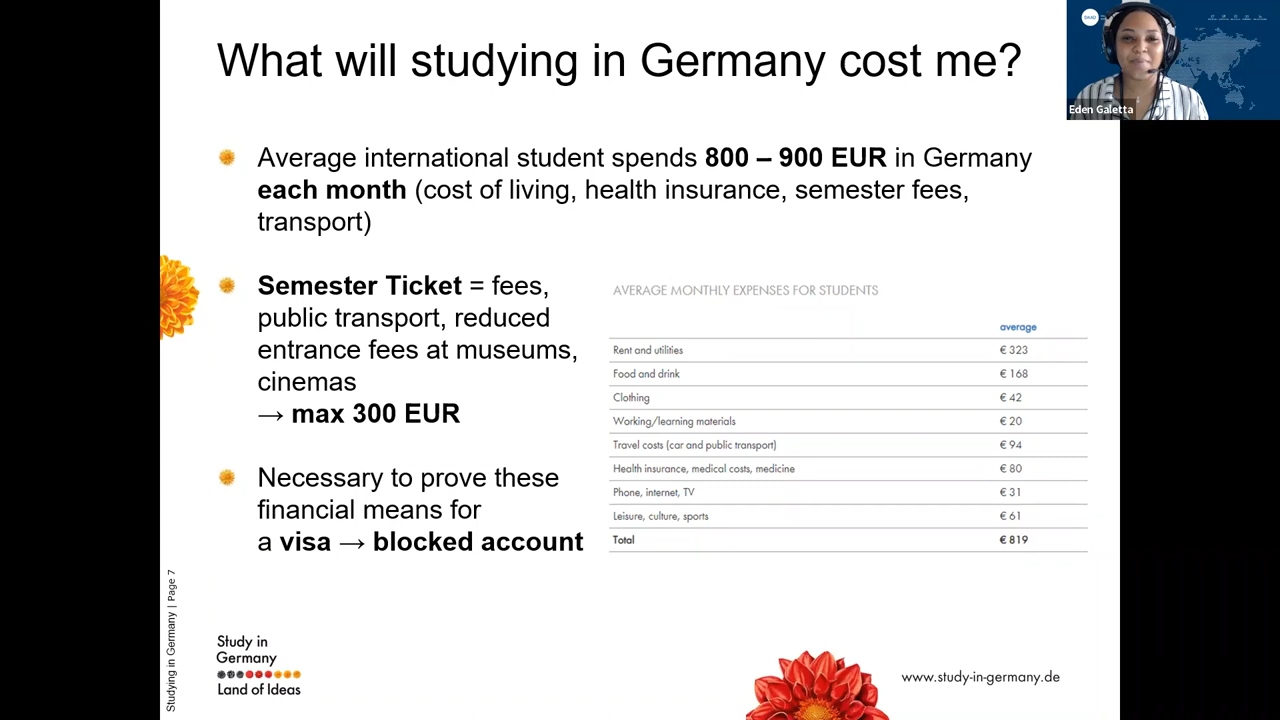 What will studying in Germany cost me?
Eden Galetta
Average international student spends 800 – 900 EUR in Germany
each month (cost of living, health insurance, semester fees,
transport)
Semester Ticket = fees,
public transport, reduced
entrance fees at museums,
cinemas
→ max 300 EUR
Necessary to prove these
financial means for
a visa → blocked account
AVERAGE MONTHLY EXPENSES FOR STUDENTS
average
Rent and utilities € 323
Food and drink € 168
Clothing € 42
Working/learning materials € 20
Travel costs (car and public transport) € 94
Health insurance, medical costs, medicine € 80
Phone, internet, TV € 31
Leisure, culture, sports € 61
Total € 819
Studying in Germany | Page 7
Study in
Germany
Land of Ideas
www.study-in-germany.de